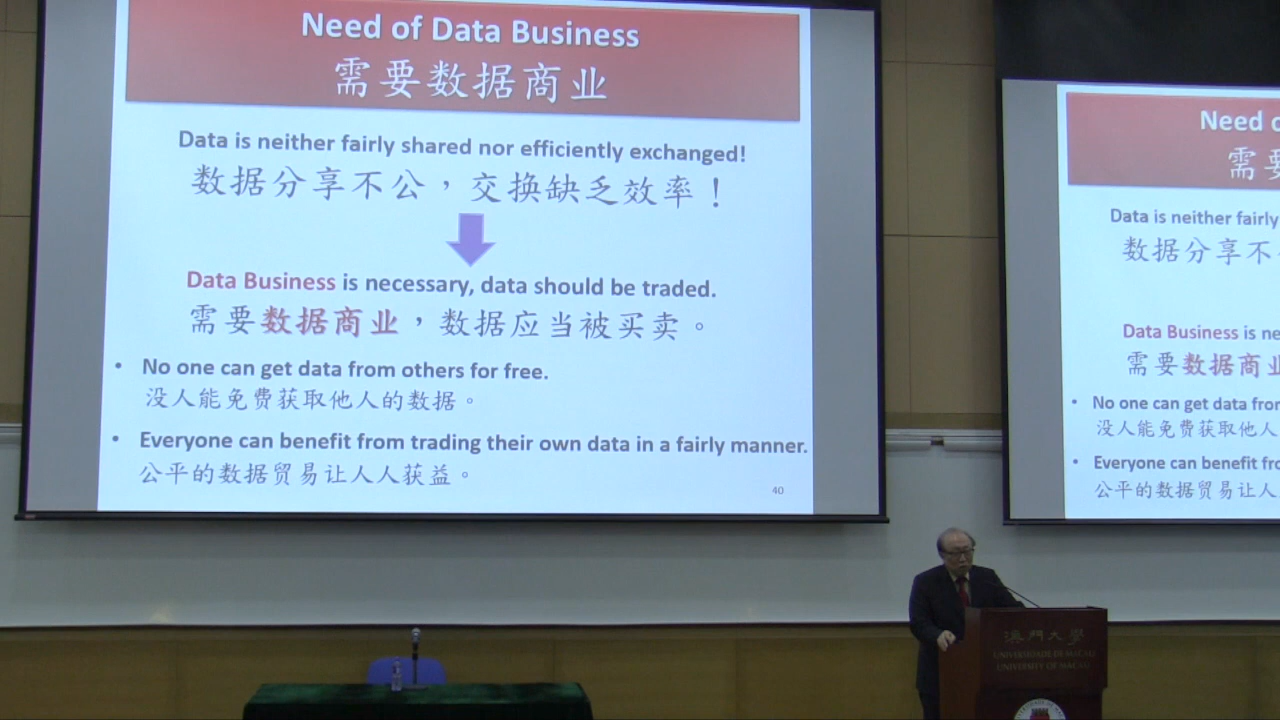 Need of Data Business
需要数据商业
Data is neither fairly shared nor efficiently exchanged!
数据分享不公，交换缺乏效率！
Data Business is necessary, data should be traded.
需要数据商业，数据应当被买卖。
• No one can get data from others for free.
没人能免费获取他人的数据。
• Everyone can benefit from trading their own data in a fairly manner.
公平的数据贸易让人人获益。
40
Need o
需要
Data is neither fairly
数据分享不
Data Business is ne
需要数据商业
• No one can get data from
没人能免费获取他人
• Everyone can benefit fro
公平的数据贸易让人
澳門大學
UNIVERSIDADE DE MACAU
UNIVERSITY OF MACAU